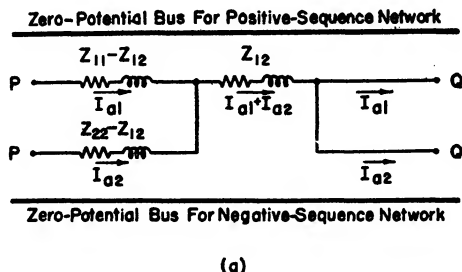 Zero-Potential Bus For Positive-Sequence Network
Z11-Z12 Z12
P Q
Ia1 Ia1+Ia2 Ia1
Z22-Z12
P Q
Ia2 Ia2
Zero-Potential Bus For Negative-Sequence Network
(a)